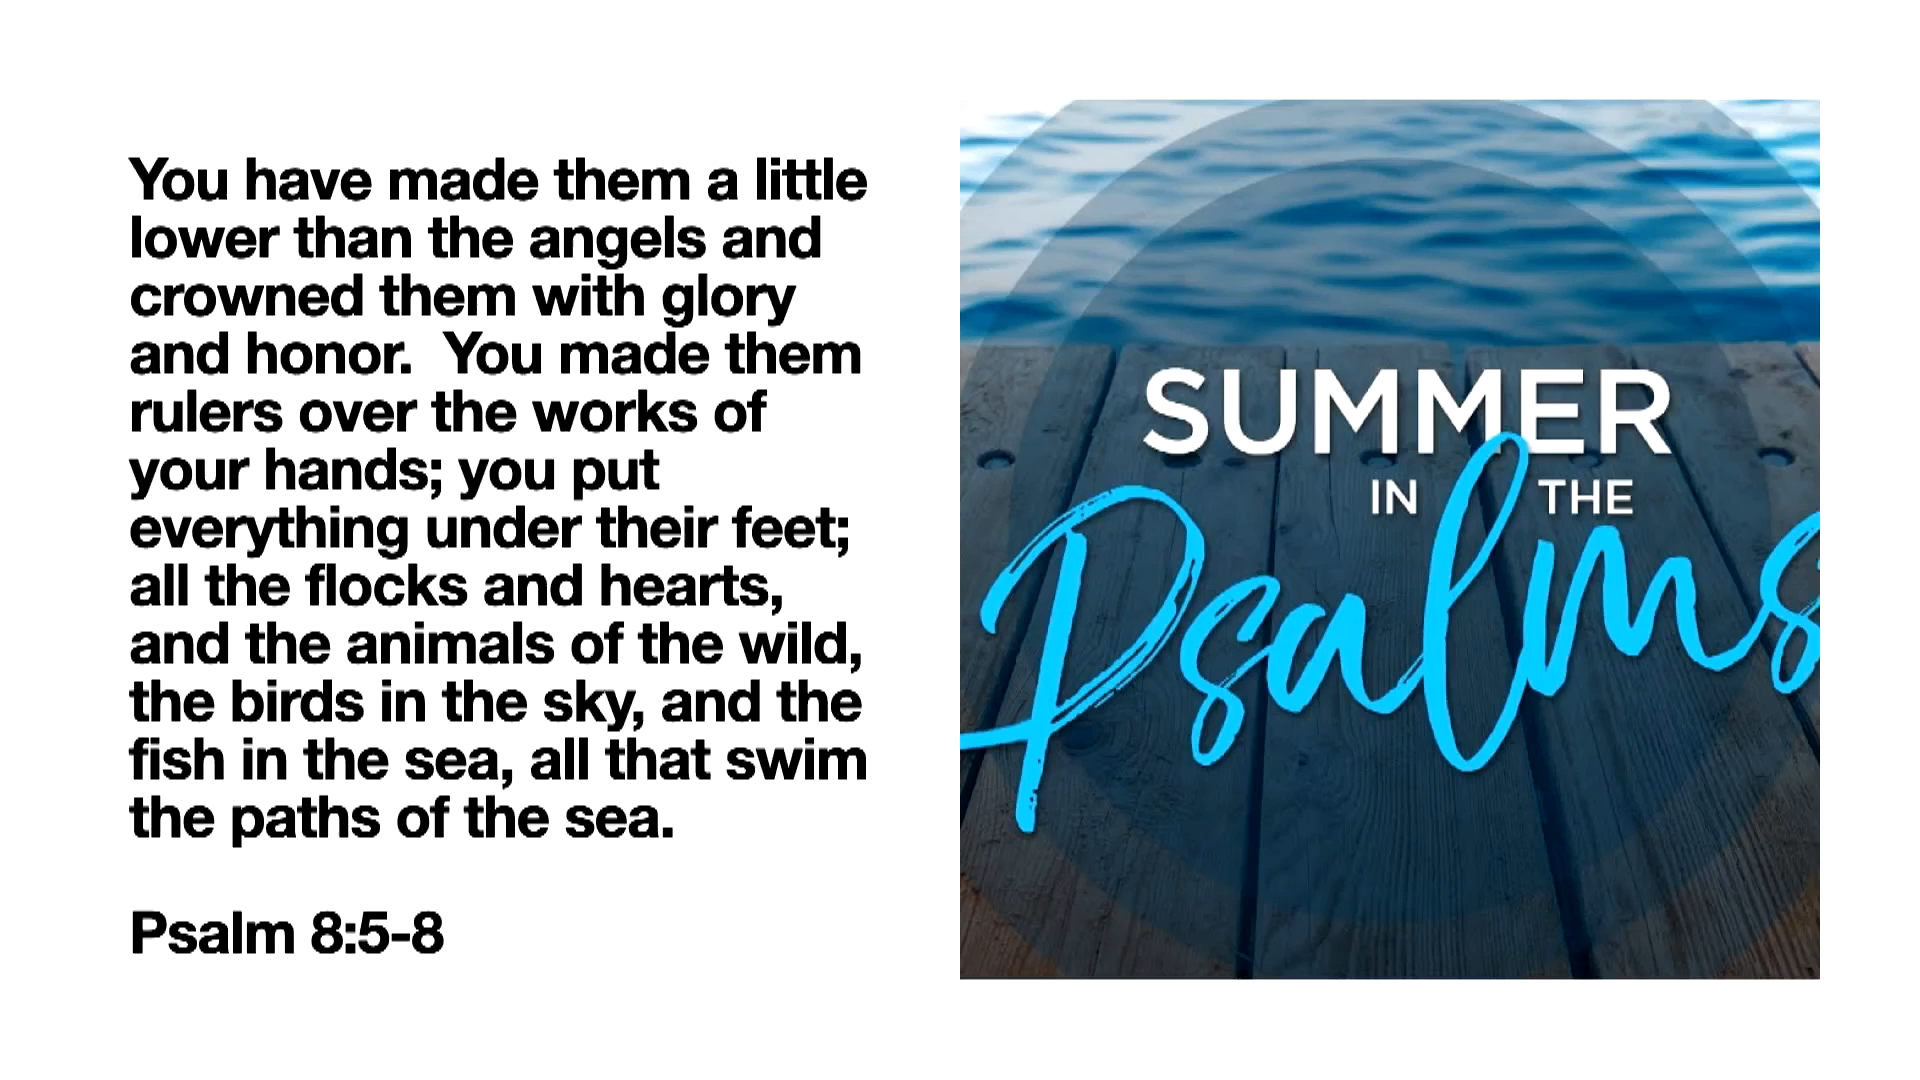 You have made them a little
lower than the angels and
crowned them with glory
and honor.  You made them
rulers over the works of
your hands; you put
everything under their feet;
all the flocks and hearts,
and the animals of the wild,
the birds in the sky, and the
fish in the sea, all that swim
the paths of the sea.
Psalm 8:5-8
SUMMER
IN THE
Psalms